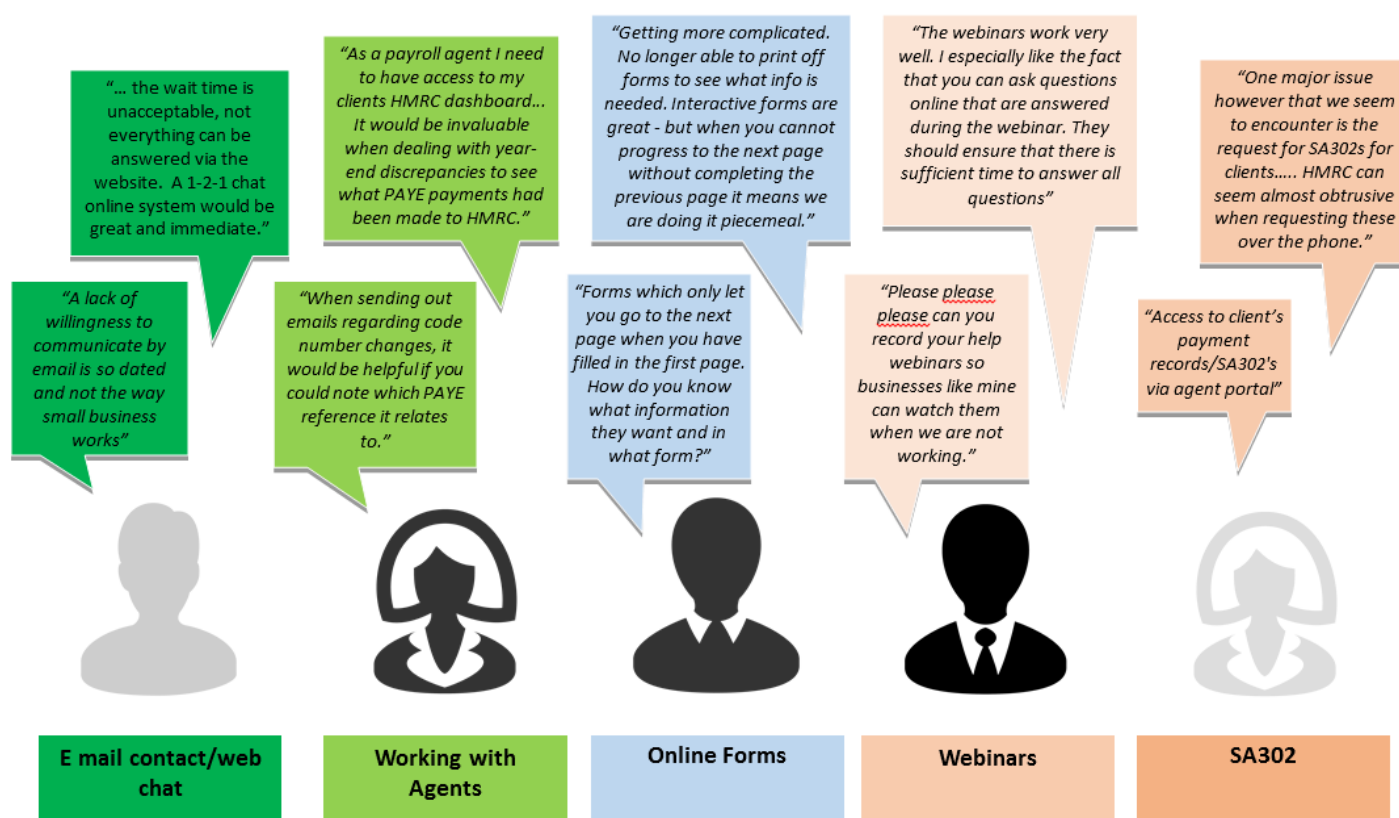 “… the wait time is
unacceptable, not
everything can be
answered via the
website.  A 1-2-1 chat
online system would be
great and immediate.”
“A lack of
willingness to
communicate by
email is so dated
and not the way
small business
works”
“As a payroll agent I need
to have access to my
clients HMRC dashboard...
It would be invaluable
when dealing with year-
end discrepancies to see
what PAYE payments had
been made to HMRC.”
“When sending out
emails regarding code
number changes, it
would be helpful if you
could note which PAYE
reference it relates
to.”
“Getting more complicated.
No longer able to print off
forms to see what info is
needed. Interactive forms are
great - but when you cannot
progress to the next page
without completing the
previous page it means we
are doing it piecemeal.”
“Forms which only let
you go to the next
page when you have
filled in the first page.
How do you know
what information
they want and in
what form?”
“The webinars work very
well. I especially like the fact
that you can ask questions
online that are answered
during the webinar. They
should ensure that there is
sufficient time to answer all
questions”
“Please please
please can you
record your help
webinars so
businesses like mine
can watch them
when we are not
working.”
“One major issue
however that we seem
to encounter is the
request for SA302s for
clients….. HMRC can
seem almost obtrusive
when requesting these
over the phone.”
“Access to client’s
payment
records/SA302's
via agent portal”
E mail contact/web
chat
Working with
Agents
Online Forms
Webinars
SA302